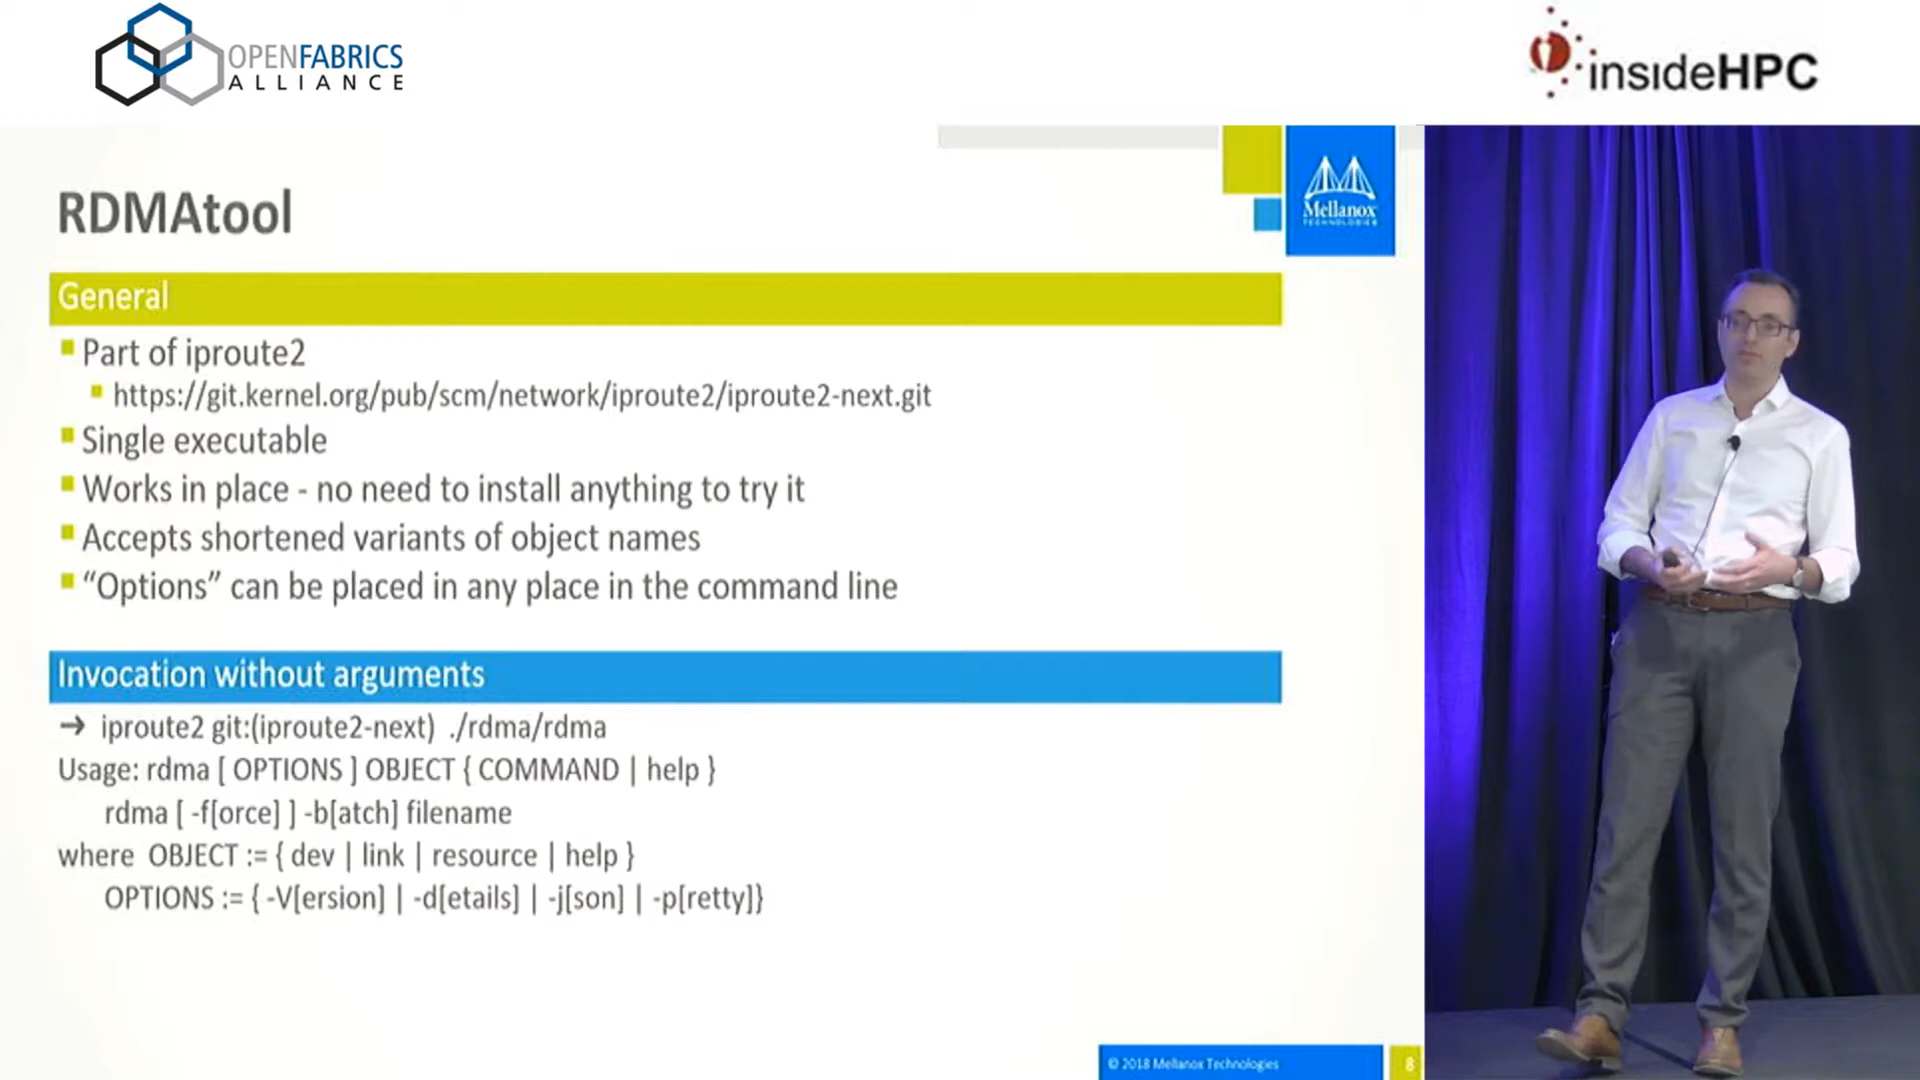 OPENFABRICS
ALLIANCE
insideHPC
Mellanox
TECHNOLOGIES
RDMAtool
General
Part of iproute2
https://git.kernel.org/pub/scm/network/iproute2/iproute2-next.git
Single executable
Works in place - no need to install anything to try it
Accepts shortened variants of object names
“Options” can be placed in any place in the command line
Invocation without arguments
➔ iproute2 git:(iproute2-next) ./rdma/rdma
Usage: rdma [ OPTIONS ] OBJECT { COMMAND | help }
rdma [ -f[orce] ] -b[atch] filename
where OBJECT := { dev | link | resource | help }
OPTIONS := { -V[ersion] | -d[etails] | -j[son] | -p[retty]}
© 2018 Mellanox Technologies
8